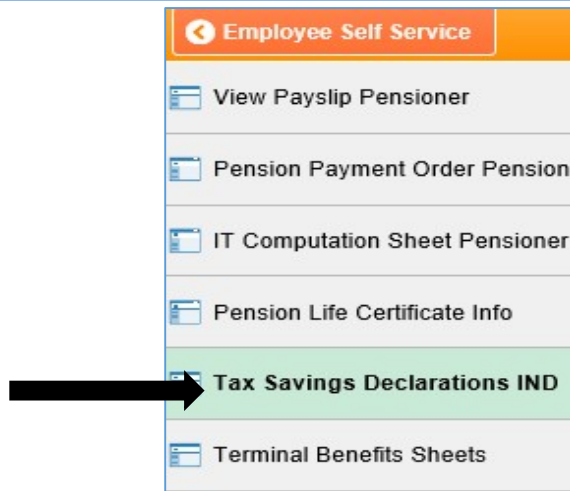 Employee Self Service
View Payslip Pensioner
Pension Payment Order Pension
IT Computation Sheet Pensioner
Pension Life Certificate Info
Tax Savings Declarations IND
Terminal Benefits Sheets